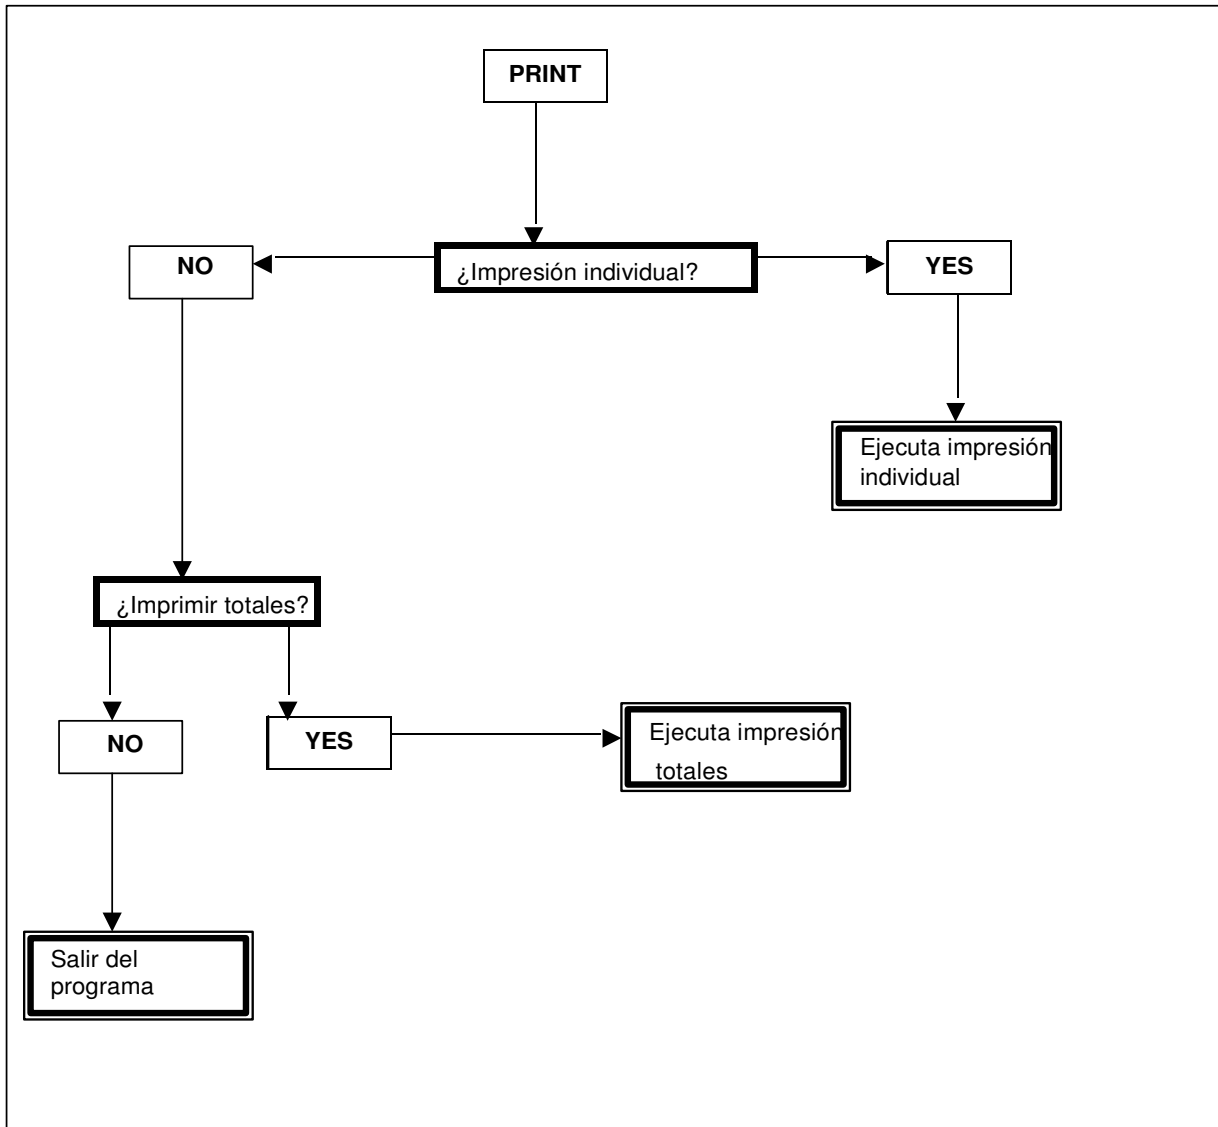 PRINT
NO
¿Impresión individual?
YES
Ejecuta impresión
individual
¿Imprimir totales?
NO
YES
Ejecuta impresión
totales
Salir del
programa